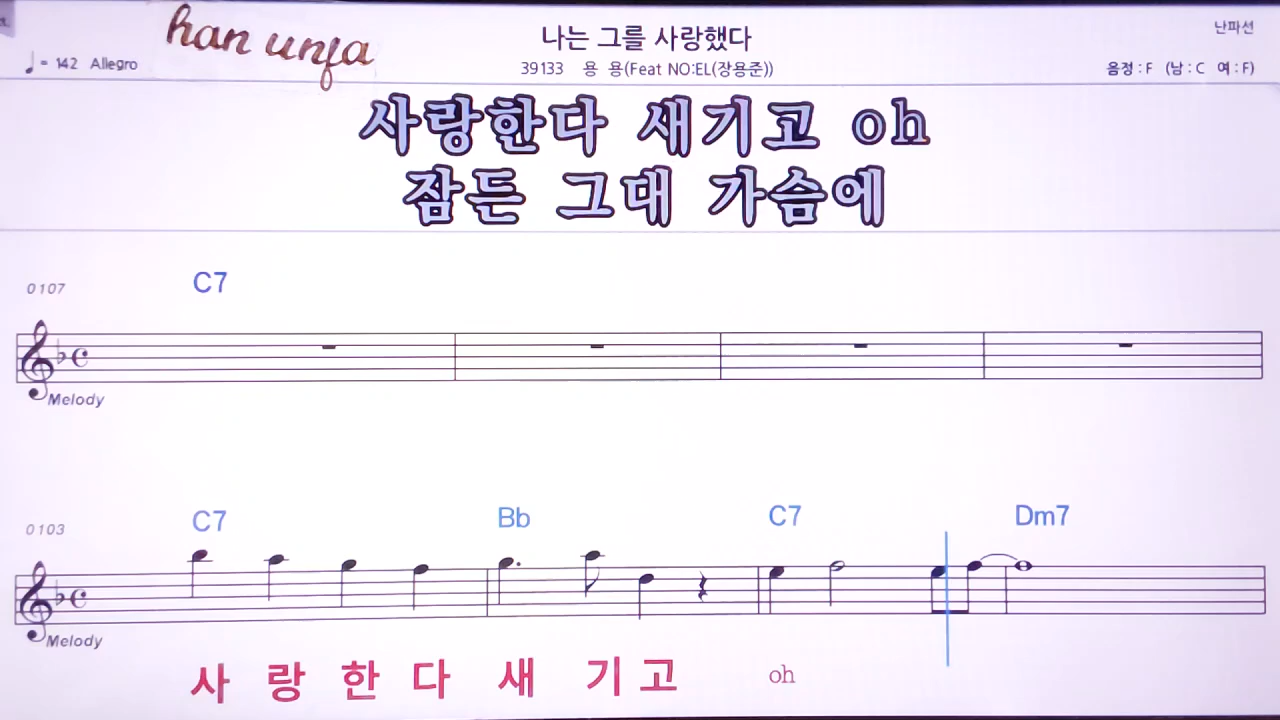 han unfa
나는 그를 사랑했다
난파선
♩= 142 Allegro
39133 용 용(Feat NO:EL(장용준))
음정 : F (남 : C 여 : F)
사랑한다 새기고 oh
잠든 그대 가슴에
0107 C7
Melody
0103 C7 Bb C7 Dm7
Melody
사 랑 한 다 새 기 고 oh